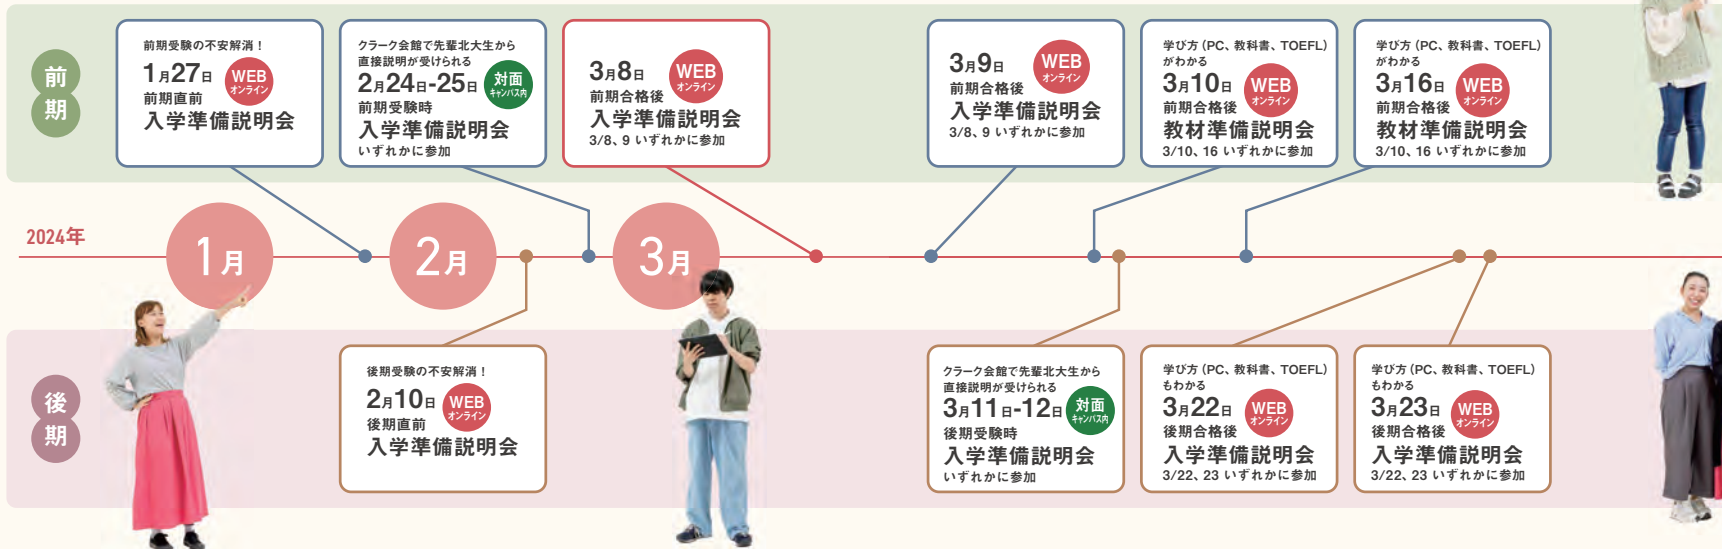 前期
前期受験の不安解消！
1月27日
WEB
オンライン
前期直前
入学準備説明会
クラーク会館で先輩北大生から
直接説明が受けられる
2月24日-25日
対面
キャンパス内
前期受験時
入学準備説明会
いずれかに参加
3月8日
WEB
オンライン
前期合格後
入学準備説明会
3/8、9 いずれかに参加
3月9日
WEB
オンライン
前期合格後
入学準備説明会
3/8、9 いずれかに参加
学び方（PC、教科書、TOEFL）
がわかる
3月10日
WEB
オンライン
前期合格後
教材準備説明会
3/10、16 いずれかに参加
学び方（PC、教科書、TOEFL）
がわかる
3月16日
WEB
オンライン
前期合格後
教材準備説明会
3/10、16 いずれかに参加
2024年
1月
2月
3月
後期
後期受験の不安解消！
2月10日
WEB
オンライン
後期直前
入学準備説明会
クラーク会館で先輩北大生から
直接説明が受けられる
3月11日-12日
対面
キャンパス内
後期受験時
入学準備説明会
いずれかに参加
学び方（PC、教科書、TOEFL）
もわかる
3月22日
WEB
オンライン
後期合格後
入学準備説明会
3/22、23 いずれかに参加
学び方（PC、教科書、TOEFL）
もわかる
3月23日
WEB
オンライン
後期合格後
入学準備説明会
3/22、23 いずれかに参加